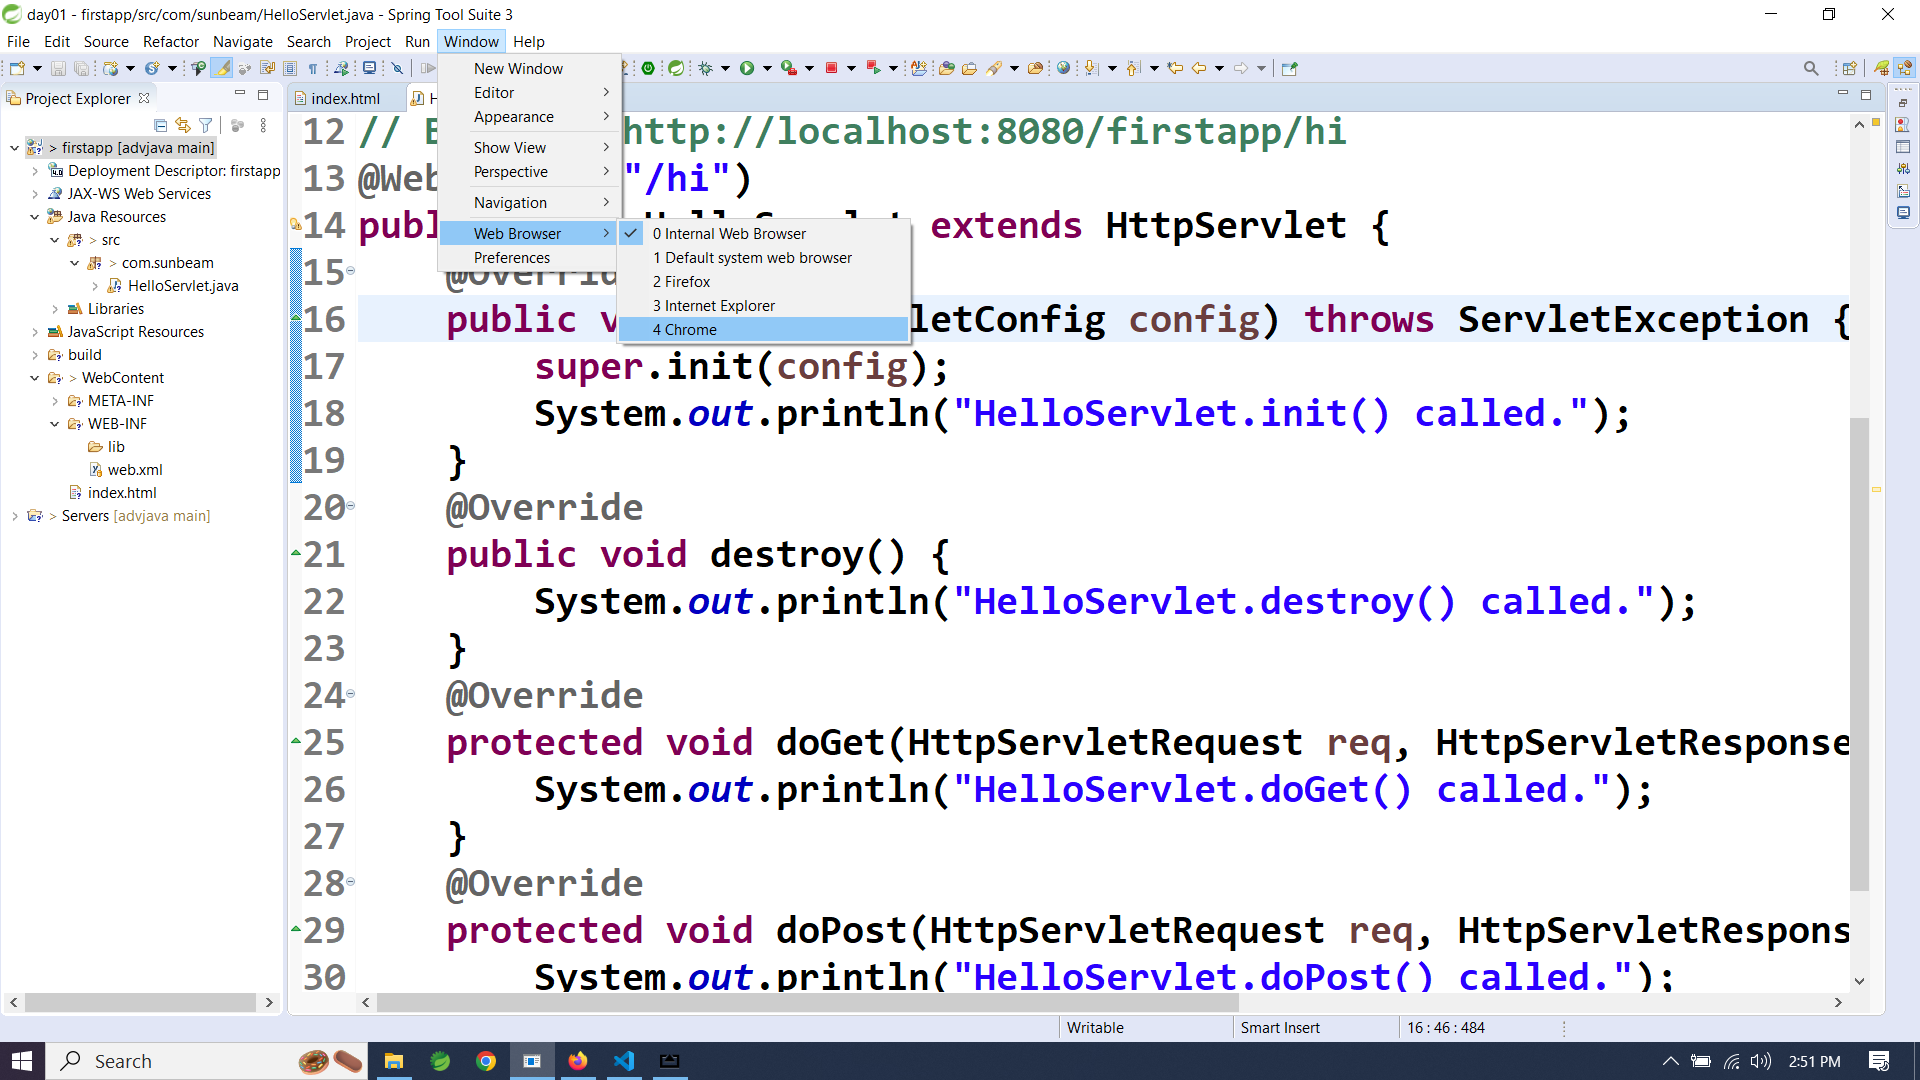 day01 - firstapp/src/com/sunbeam/HelloServlet.java - Spring Tool Suite 3
File Edit Source Refactor Navigate Search Project Run Window Help
Project Explorer
> firstapp [advjava main]
Deployment Descriptor: firstapp
JAX-WS Web Services
Java Resources
> src
> com.sunbeam
HelloServlet.java
Libraries
JavaScript Resources
build
> WebContent
META-INF
WEB-INF
lib
web.xml
index.html
> Servers [advjava main]
New Window
Editor
Appearance
Show View
Perspective
Navigation
Web Browser
Preferences
0 Internal Web Browser
1 Default system web browser
2 Firefox
3 Internet Explorer
4 Chrome
index.html
12 // http://localhost:8080/firstapp/hi
13 @Web "/hi")
14 extends HttpServlet {
15
16 public config) throws ServletException {
17 super.init(config);
18 System.out.println("HelloServlet.init() called.");
19 }
20 @Override
21 public void destroy() {
22 System.out.println("HelloServlet.destroy() called.");
23 }
24 @Override
25 protected void doGet(HttpServletRequest req, HttpServletResponse
26 System.out.println("HelloServlet.doGet() called.");
27 }
28 @Override
29 protected void doPost(HttpServletRequest req, HttpServletRespons
30 System.out.println("HelloServlet.doPost() called.");
Writable Smart Insert 16 : 46 : 484
Search
2:51 PM